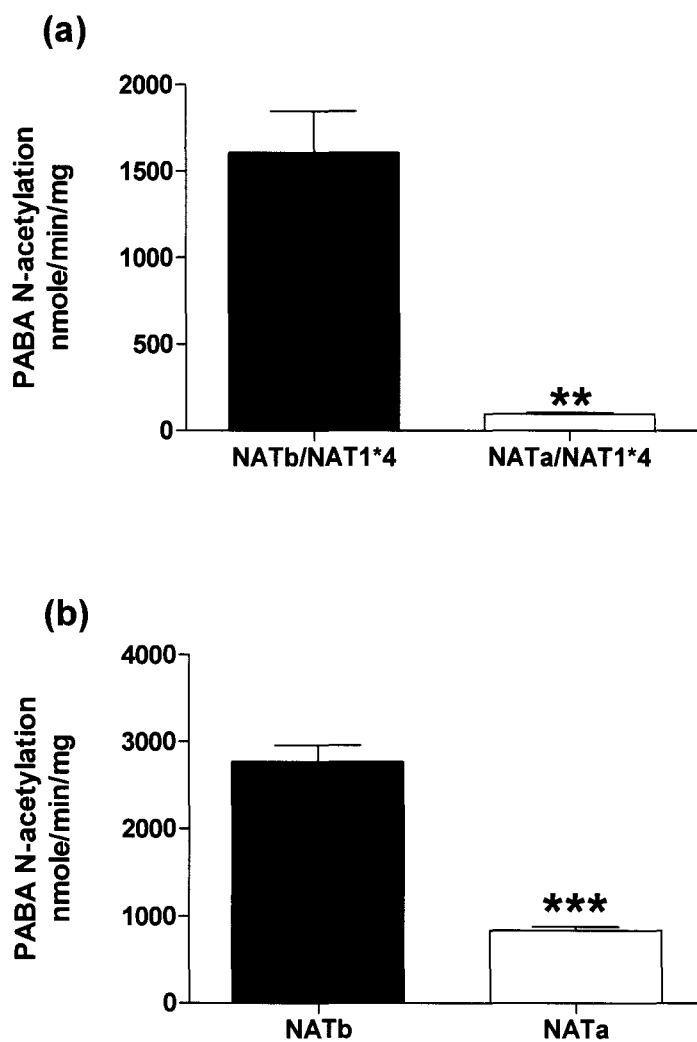 (a)
PABA N-acetylation
nmole/min/mg
2000
1500
1000
500
0
**
NATb/NAT1*4 NATa/NAT1*4
(b)
PABA N-acetylation
nmole/min/mg
4000
3000
2000
1000
0
***
NATb NATa